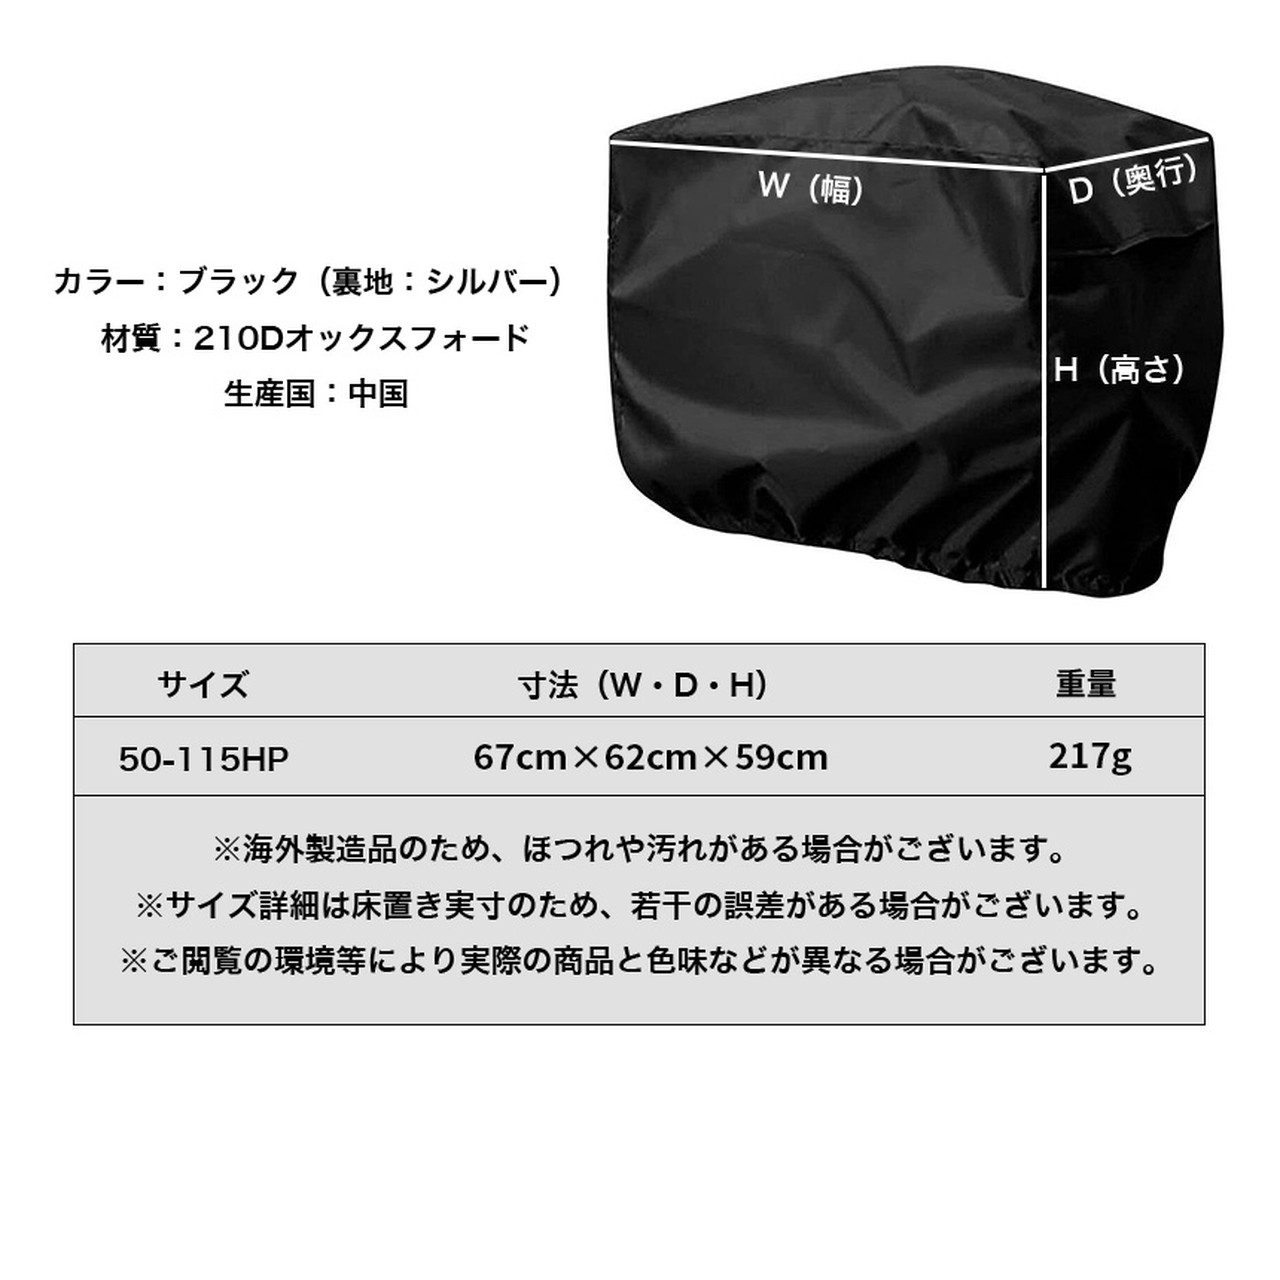 W（幅）
D（奥行）
カラー：ブラック（裏地：シルバー）
材質：210Dオックスフォード
H（高さ）
生産国：中国
サイズ 寸法（W・D・H） 重量
50-115HP 67cm×62cm×59cm 217g
※海外製造品のため、ほつれや汚れがある場合がございます。
※サイズ詳細は床置き実寸のため、若干の誤差がある場合がございます。
※ご閲覧の環境等により実際の商品と色味などが異なる場合がございます。